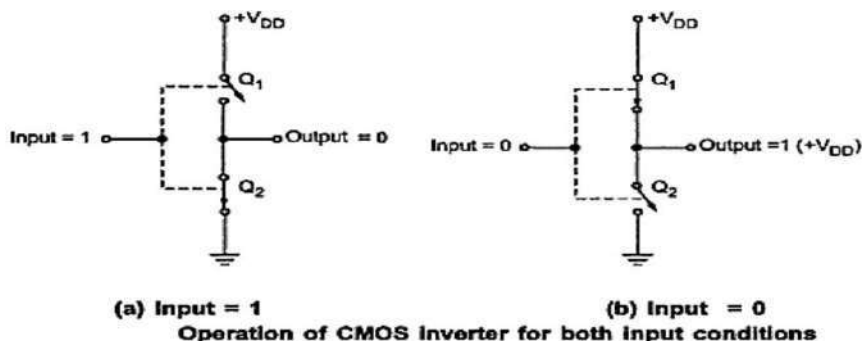 +VDD
Q1
Input = 1
Output = 0
Q2
+VDD
Q1
Input = 0
Output =1 (+VDD)
Q2
(a) Input = 1
(b) Input = 0
Operation of CMOS inverter for both input conditions